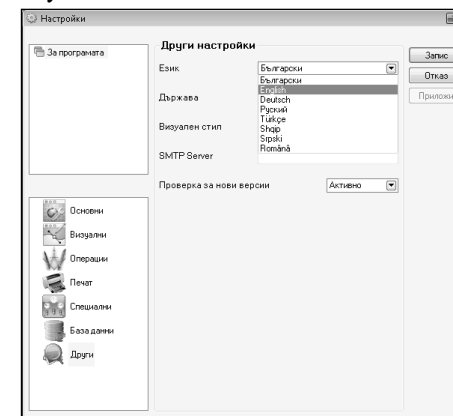 Настройки
За програмата
Други настройки
Език
Български
Български
English
Deutsch
Руский
Türkçe
Shqip
Srpski
Română
Държава
Визуален стил
SMTP Server
Проверка за нови версии
Активно
Запис
Отказ
Приложи
Основни
Визуални
Операции
Печат
Специални
База данни
Други